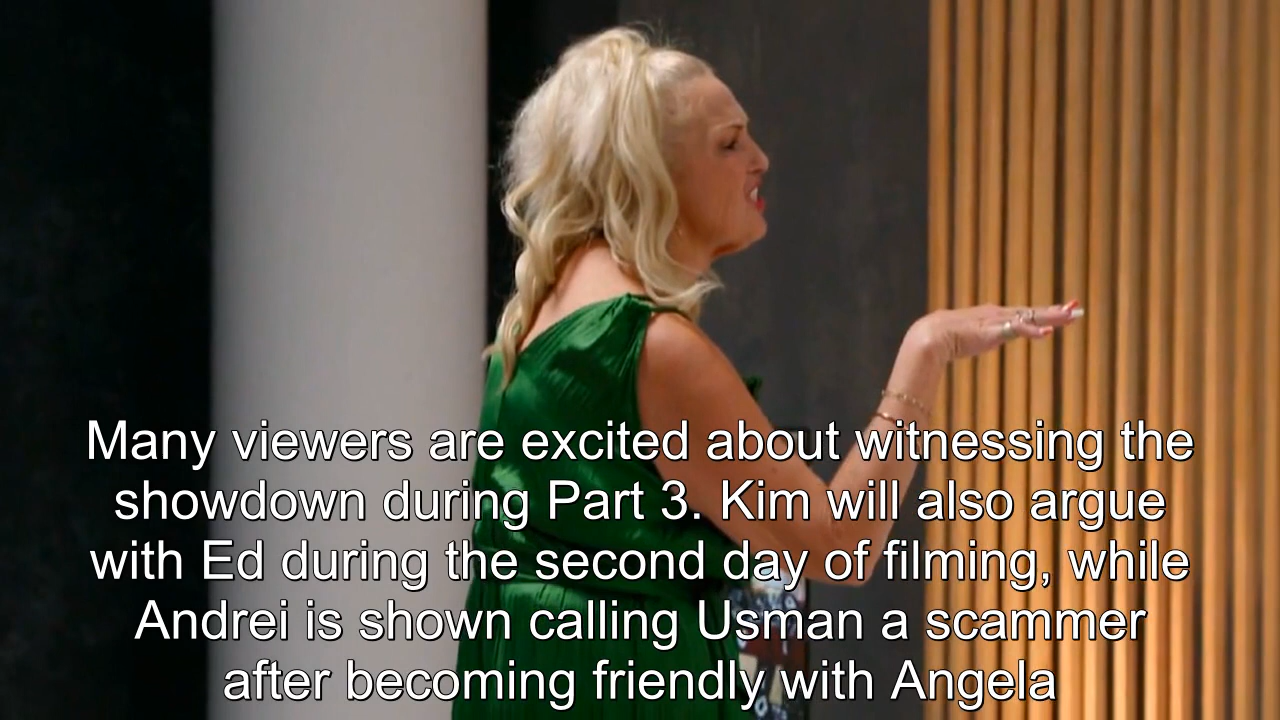 Many viewers are excited about witnessing the
showdown during Part 3. Kim will also argue
with Ed during the second day of filming, while
Andrei is shown calling Usman a scammer
after becoming friendly with Angela